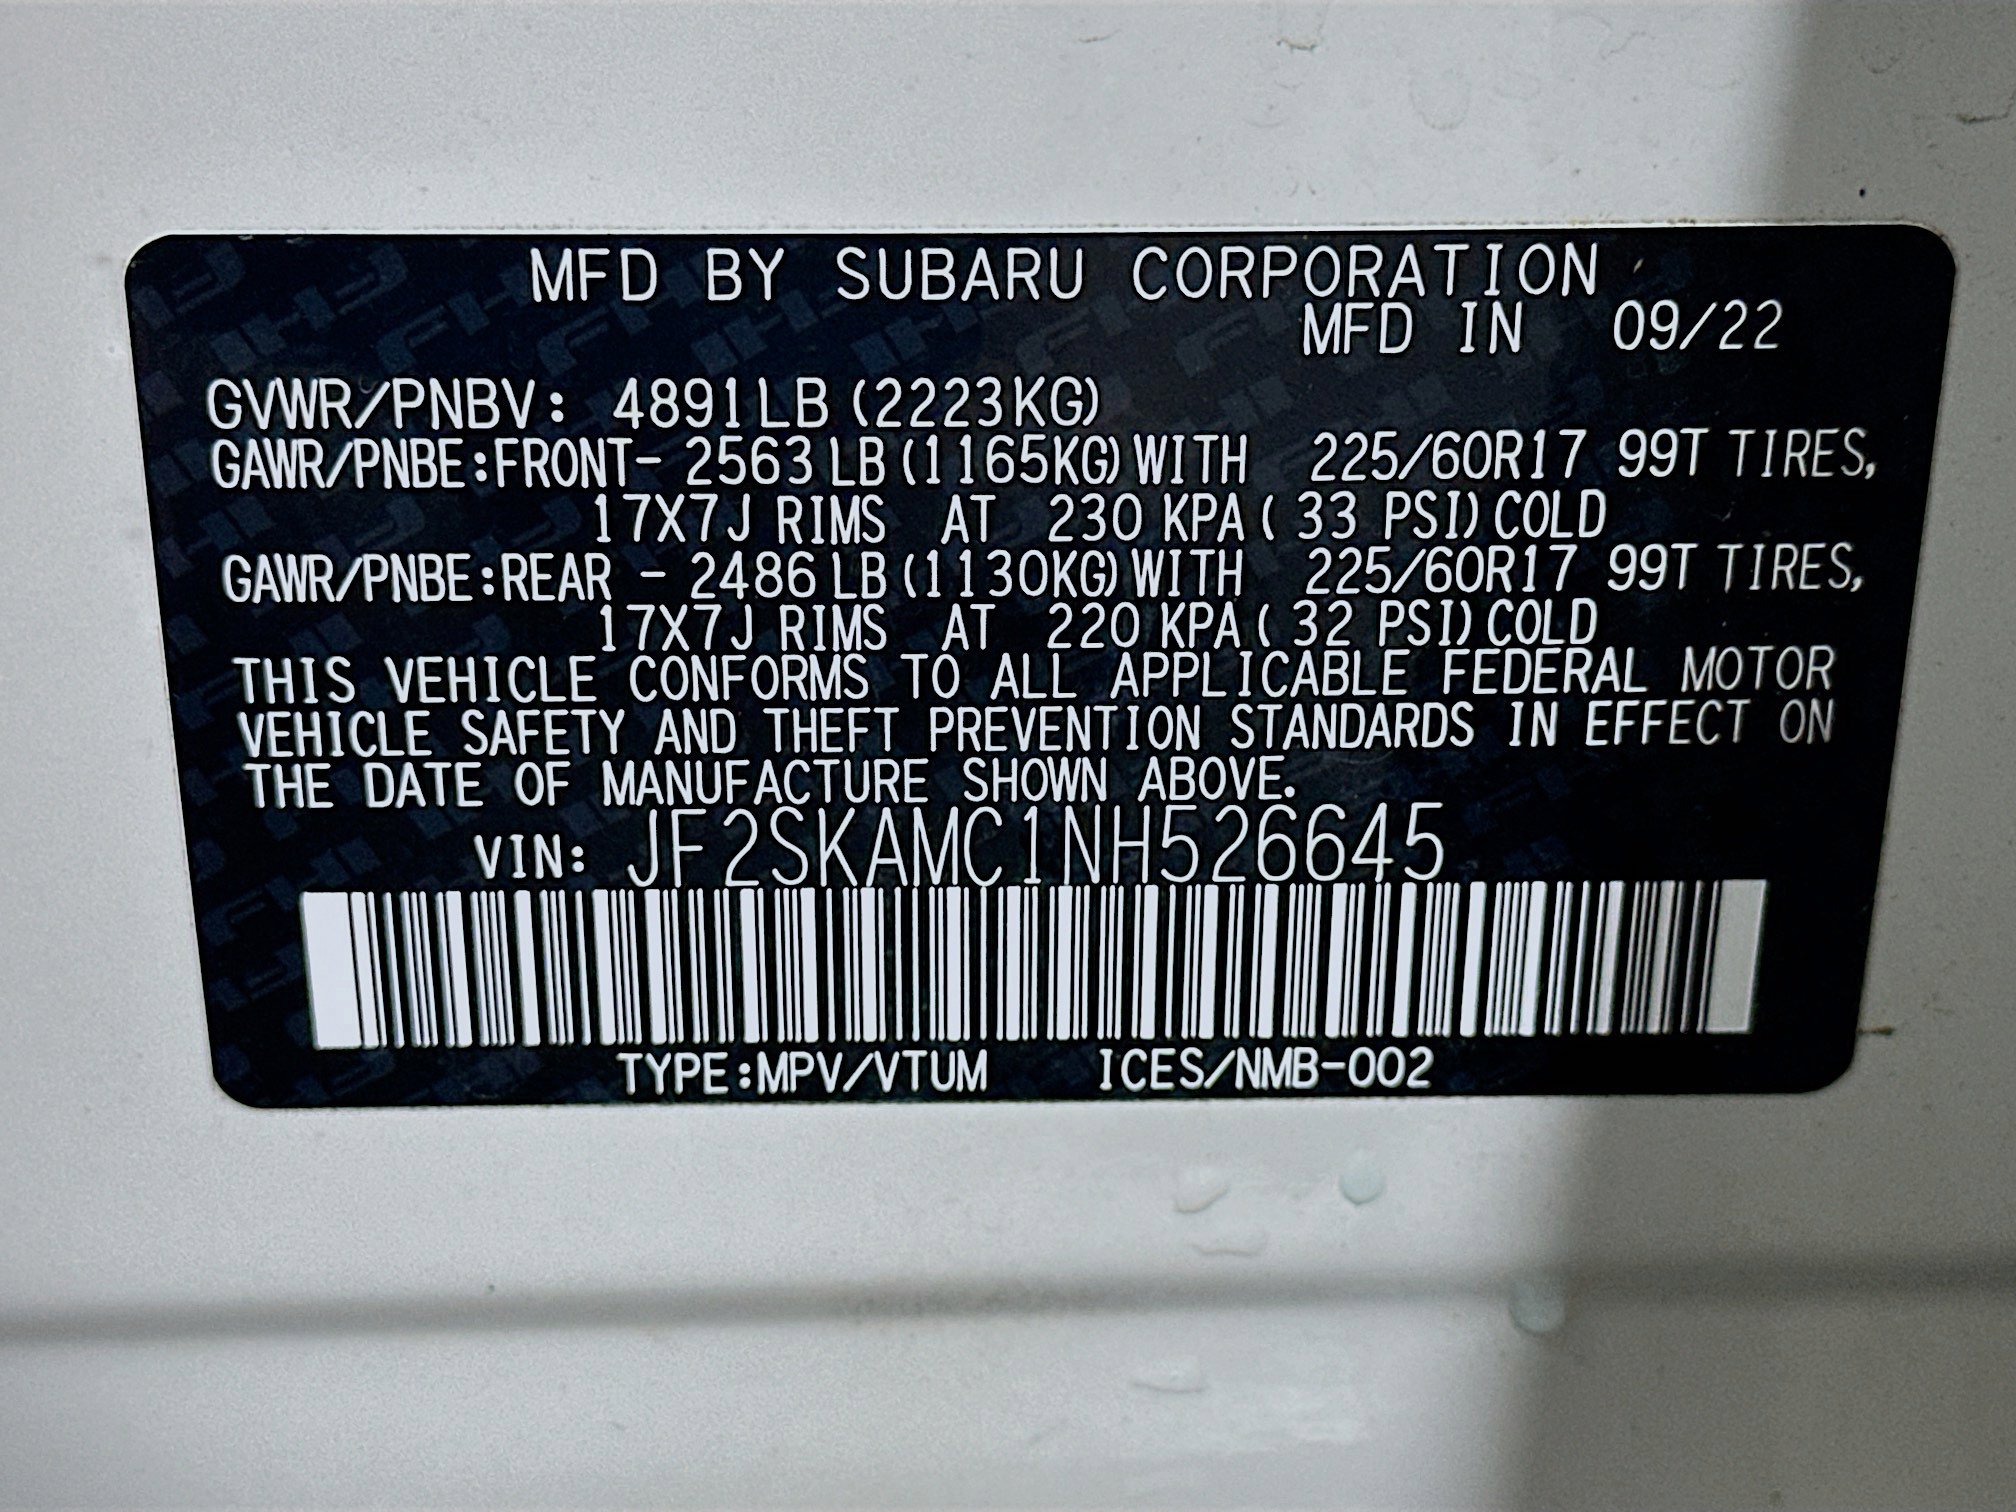 MFD BY SUBARU CORPORATION
MFD IN 09/22
GVWR/PNBV: 4891LB (2223KG)
GAWR/PNBE:FRONT- 2563LB(1165KG)WITH 225/60R17 99T TIRES,
17X7J RIMS AT 230 KPA( 33 PSI)COLD
GAWR/PNBE:REAR - 2486LB(1130KG)WITH 225/60R17 99T TIRES,
17X7J RIMS AT 220 KPA( 32 PSI)COLD
THIS VEHICLE CONFORMS TO ALL APPLICABLE FEDERAL MOTOR
VEHICLE SAFETY AND THEFT PREVENTION STANDARDS IN EFFECT ON
THE DATE OF MANUFACTURE SHOWN ABOVE.
VIN: JF2SKAMC1NH526645
TYPE:MPV/VTUM ICES/NMB-002